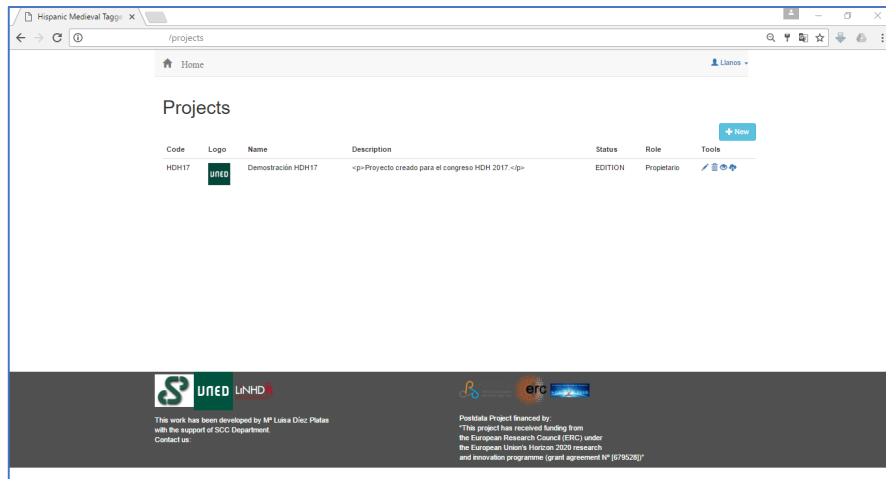 Hispanic Medieval Tagge
/projects
Home
Llanos
Projects
New
Code Logo Name Description Status Role Tools
HDH17 UNED Demostración HDH17 <p>Proyecto creado para el congreso HDH 2017.</p> EDITION Propietario
UNED LINHD erc
This work has been developed by Mª Luisa Díez Platas
with the support of SCC Department.
Contact us:
Postdata Project financed by:
"This project has received funding from
the European Research Council (ERC) under
the European Union's Horizon 2020 research
and innovation programme (grant agreement Nº [679528])"